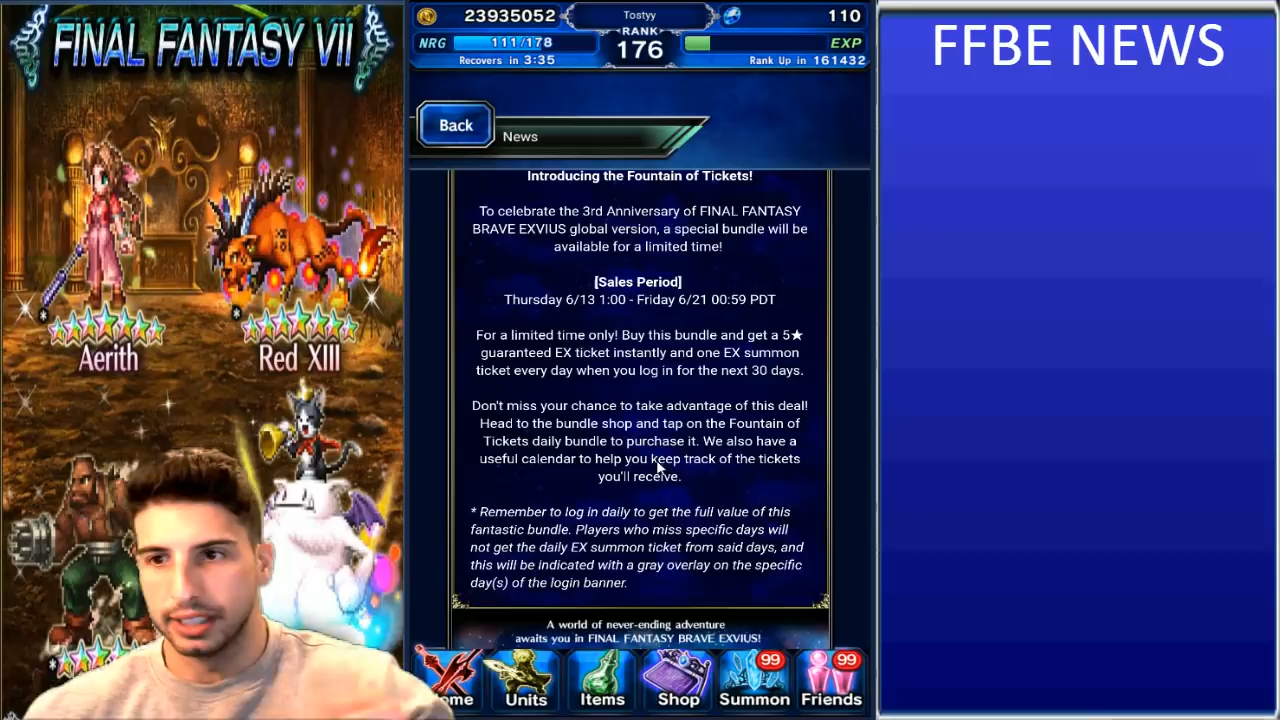 FINAL FANTASY VII
Aerith
Red XIII
23935052
Tostyy
110
NRG
111/178
RANK
176
EXP
Recovers in 3:35
Rank Up in 161432
Back
News
Introducing the Fountain of Tickets!
To celebrate the 3rd Anniversary of FINAL FANTASY
BRAVE EXVIUS global version, a special bundle will be
available for a limited time!
[Sales Period]
Thursday 6/13 1:00 - Friday 6/21 00:59 PDT
For a limited time only! Buy this bundle and get a 5★
guaranteed EX ticket instantly and one EX summon
ticket every day when you log in for the next 30 days.
Don't miss your chance to take advantage of this deal!
Head to the bundle shop and tap on the Fountain of
Tickets daily bundle to purchase it. We also have a
useful calendar to help you keep track of the tickets
you'll receive.
* Remember to log in daily to get the full value of this
fantastic bundle. Players who miss specific days will
not get the daily EX summon ticket from said days, and
this will be indicated with a gray overlay on the specific
day(s) of the login banner.
A world of never-ending adventure
awaits you in FINAL FANTASY BRAVE EXVIUS!
99
99
ome
Units
Items
Shop
Summon
Friends
FFBE NEWS